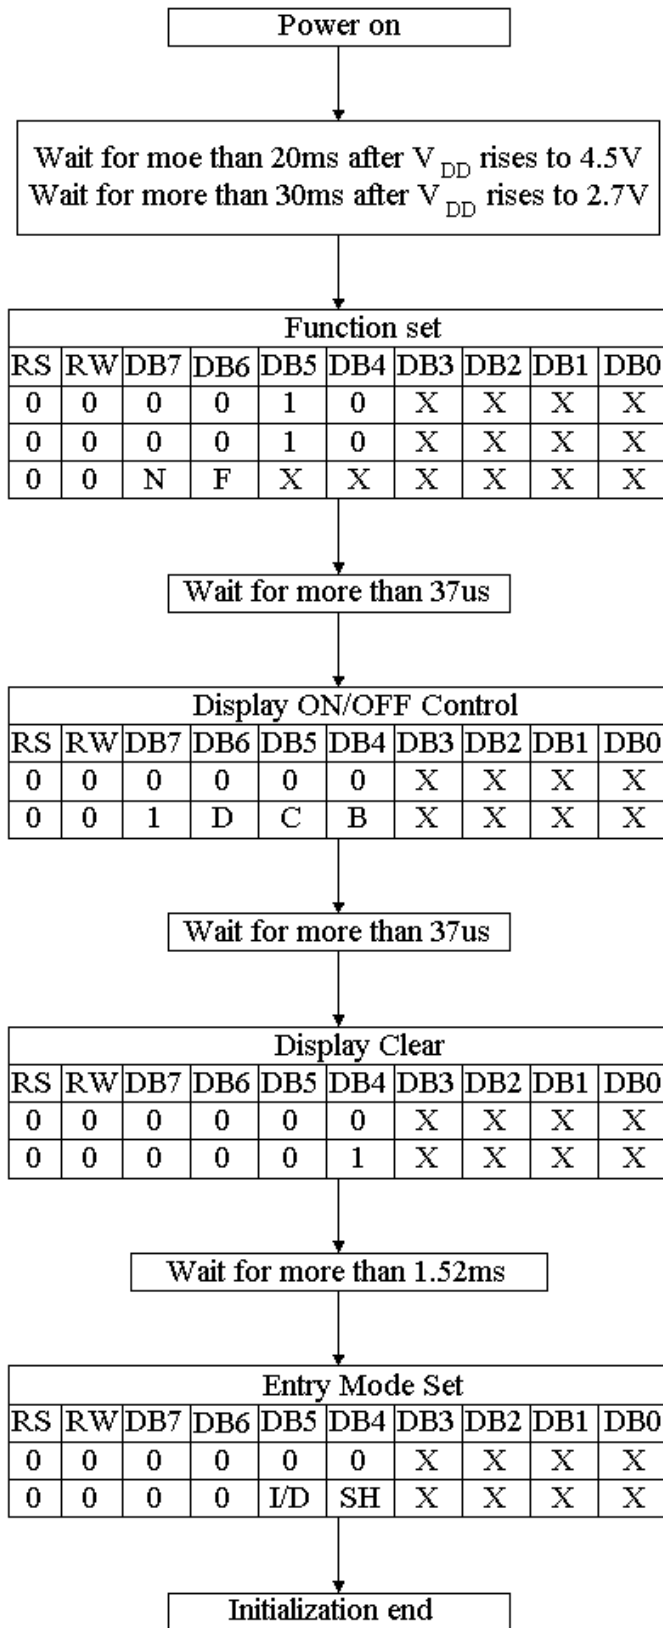 Power on
Wait for moe than 20ms after VDD rises to 4.5V
Wait for more than 30ms after VDD rises to 2.7V
Function set
RS RW DB7 DB6 DB5 DB4 DB3 DB2 DB1 DB0
0 0 0 0 1 0 X X X X
0 0 0 0 1 0 X X X X
0 0 N F X X X X X X
Wait for more than 37us
Display ON/OFF Control
RS RW DB7 DB6 DB5 DB4 DB3 DB2 DB1 DB0
0 0 0 0 0 0 X X X X
0 0 1 D C B X X X X
Wait for more than 37us
Display Clear
RS RW DB7 DB6 DB5 DB4 DB3 DB2 DB1 DB0
0 0 0 0 0 0 X X X X
0 0 0 0 0 1 X X X X
Wait for more than 1.52ms
Entry Mode Set
RS RW DB7 DB6 DB5 DB4 DB3 DB2 DB1 DB0
0 0 0 0 0 0 X X X X
0 0 0 0 I/D SH X X X X
Initialization end